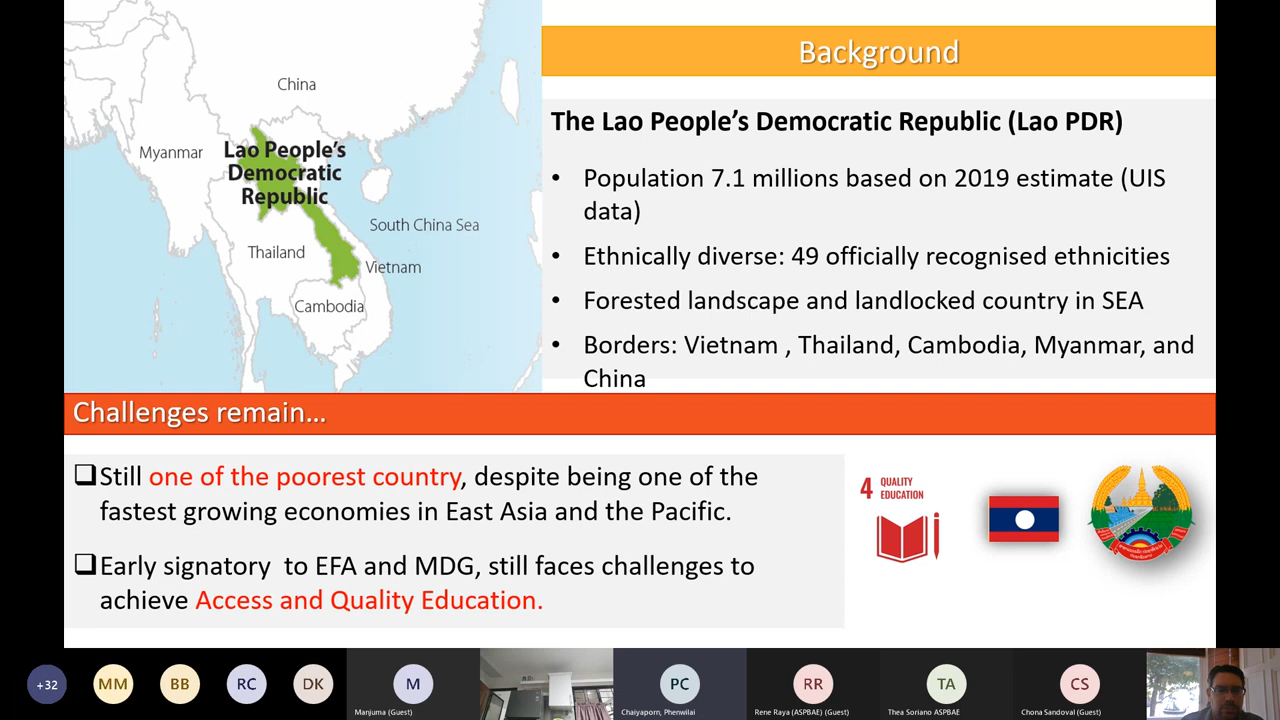 China
Myanmar
Lao People's
Democratic
Republic
South China Sea
Thailand
Vietnam
Cambodia
Background
The Lao People's Democratic Republic (Lao PDR)
• Population 7.1 millions based on 2019 estimate (UIS
data)
• Ethnically diverse: 49 officially recognised ethnicities
• Forested landscape and landlocked country in SEA
• Borders: Vietnam , Thailand, Cambodia, Myanmar, and
China
Challenges remain…
Still one of the poorest country, despite being one of the
fastest growing economies in East Asia and the Pacific.
Early signatory  to EFA and MDG, still faces challenges to
achieve Access and Quality Education.
4 QUALITY
EDUCATION
+32
MM
BB
RC
DK
M
PC
RR
TA
CS
Manjuma (Guest)
Chaiyaporn, Phenwilai
Rene Raya (ASPBAE) (Guest)
Thea Soriano ASPBAE
Chona Sandoval (Guest)